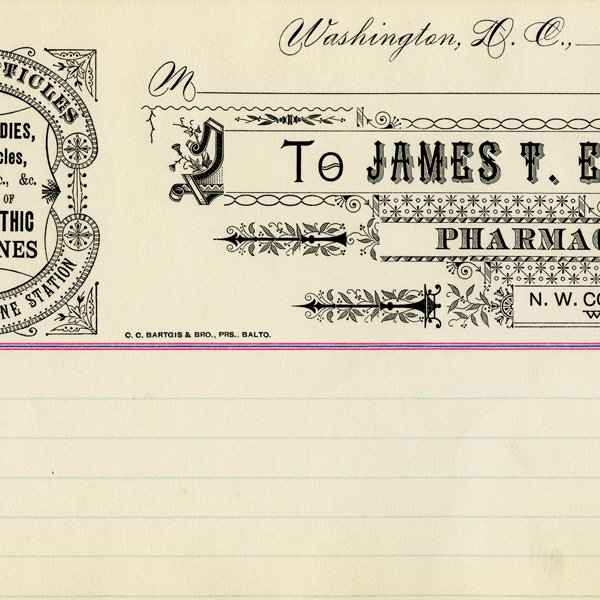 Washington, D. C.,
M
TICLES
DIES,
cles,
c., &c.
OF
THIC
NES
NE STATION
To JAMES T. E
PHARMAC
N. W. CO
W
C. C. BARTGIS & BRO., PRS. BALTO.